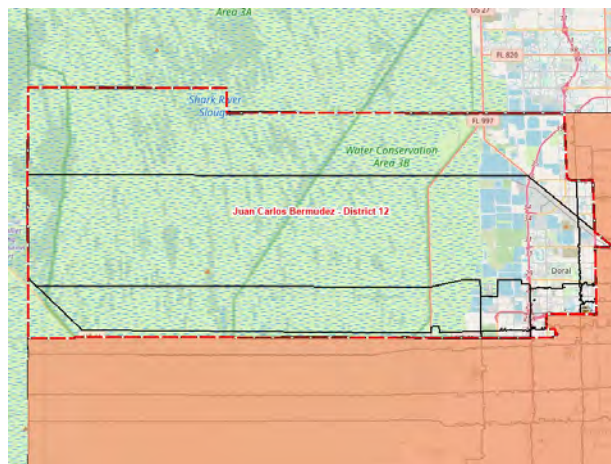 Area 3A
US 27
FL 826
Shark River
Slough
FL 997
Water Conservation
Area 3B
Juan Carlos Bermudez - District 12
Doral